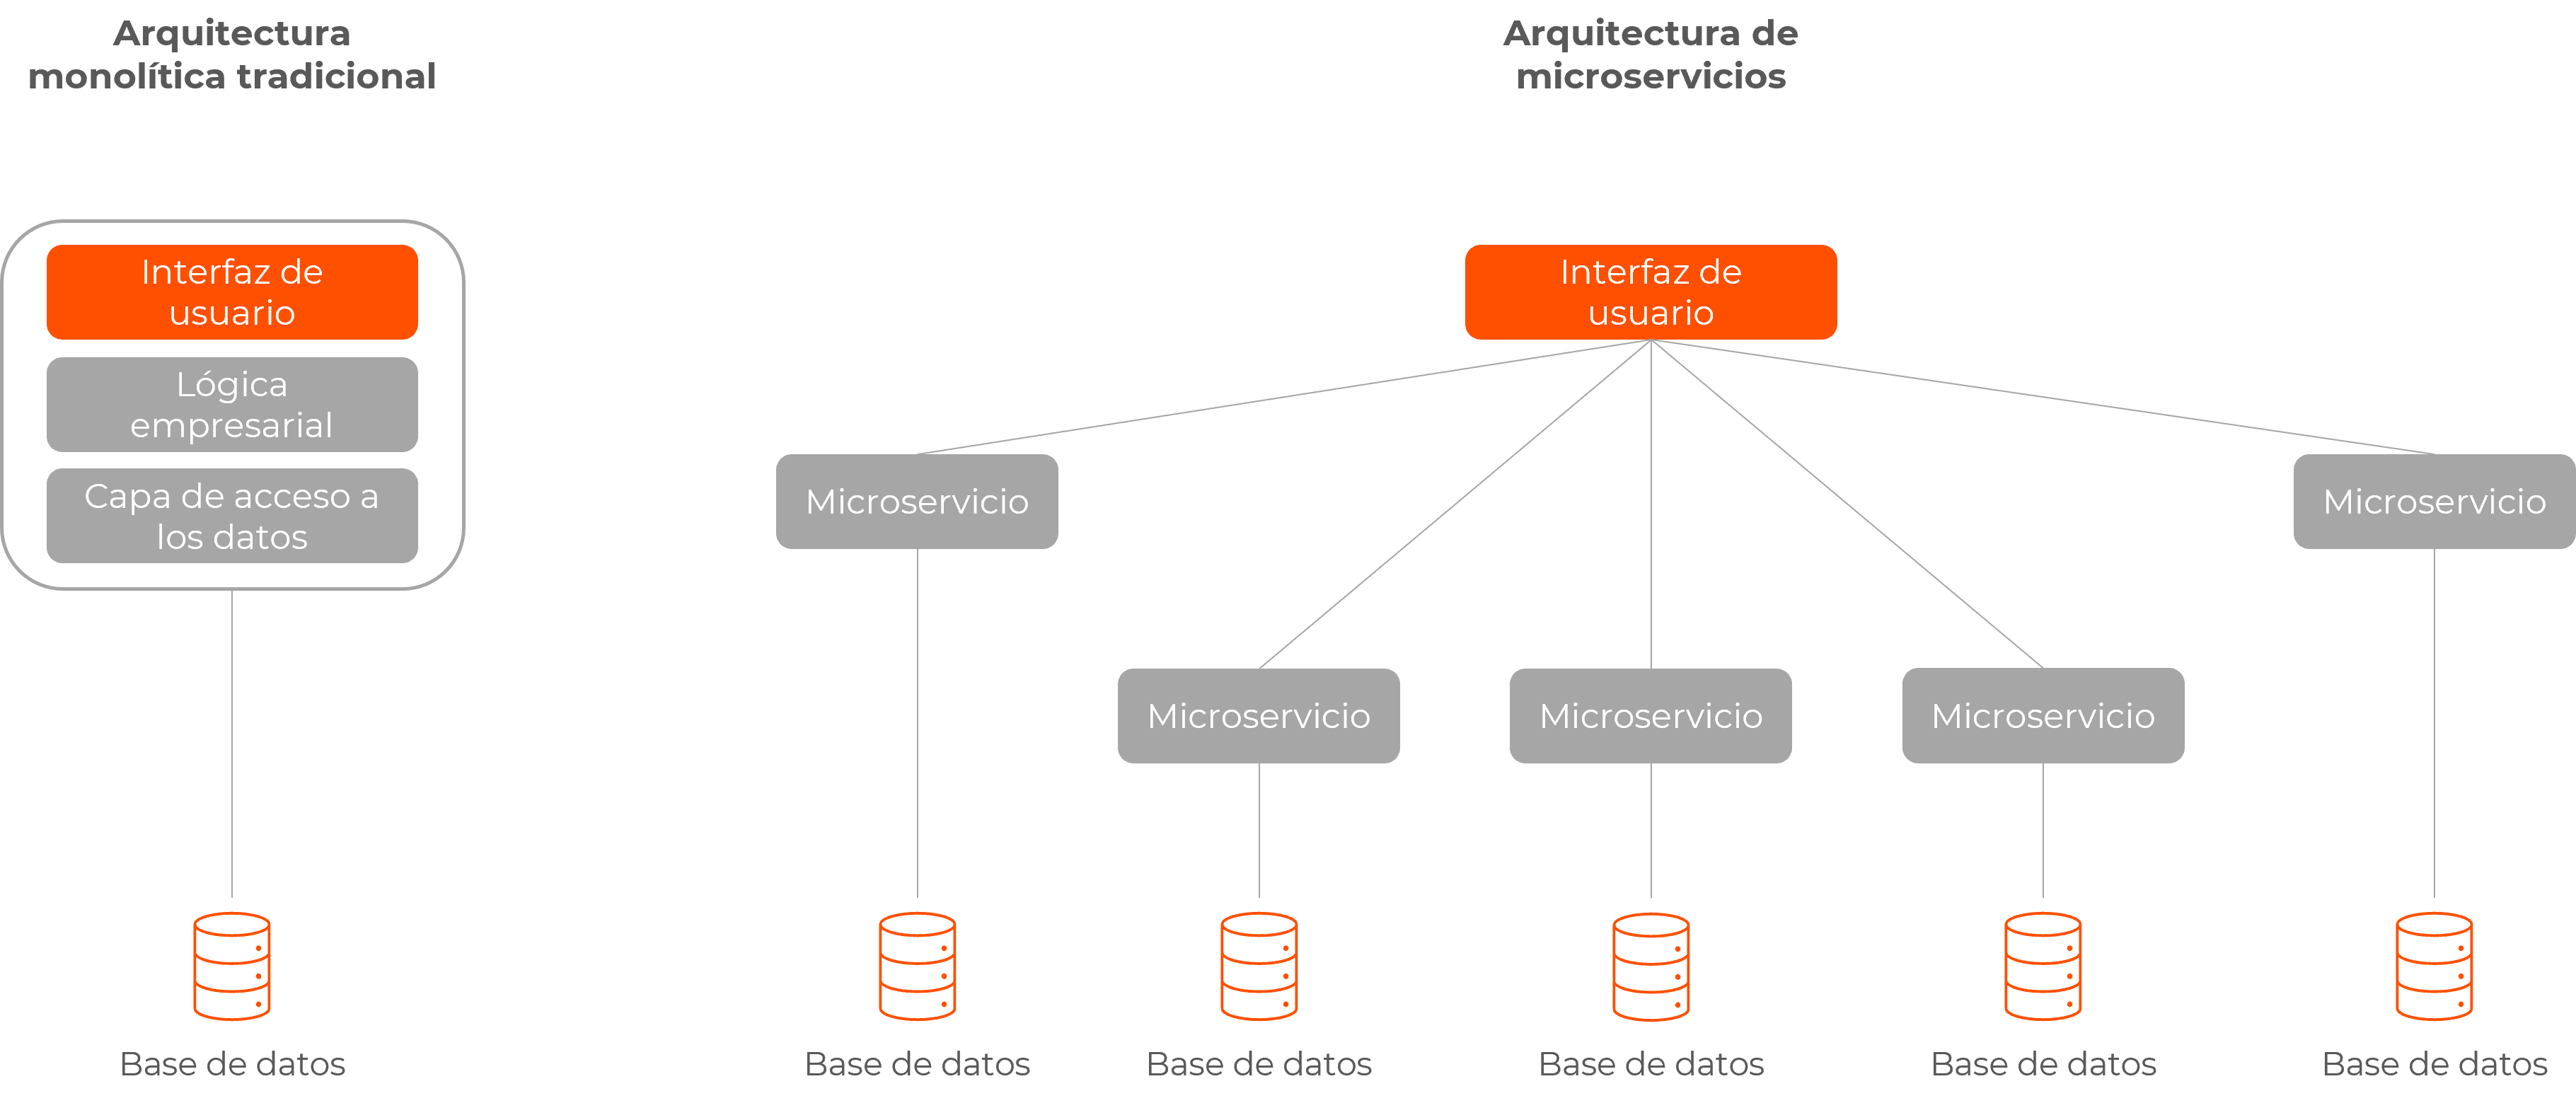 Arquitectura
monolítica tradicional
Interfaz de
usuario
Lógica
empresarial
Capa de acceso a
los datos
Base de datos
Arquitectura de
microservicios
Interfaz de
usuario
Microservicio
Microservicio
Microservicio
Microservicio
Microservicio
Base de datos
Base de datos
Base de datos
Base de datos
Base de datos